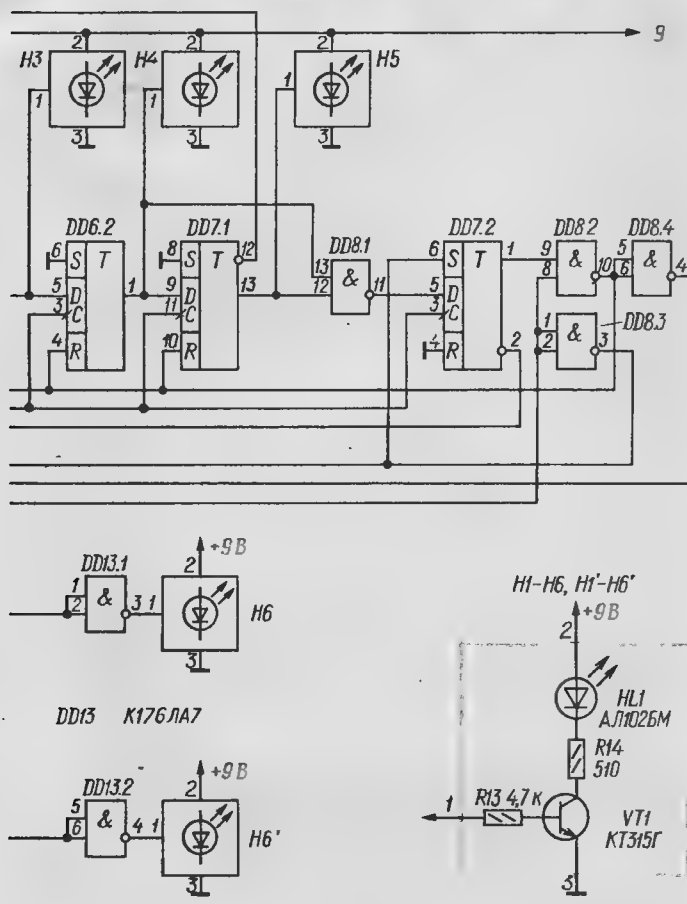 9
2 2 2
H3 H4 H5
1 1 1
3 3 3
DD6.2 DD7.1 DD8.1 DD7.2 DD8.2 DD8.4
6 S T 8 S T 12 6 S T 1 9 & 10 5 & 4
8 6
5 D 1 9 D 13 13 & 11 5 D
3 C 11 C 12 3 C
4 R 10 R 4 R 2
1 & 3 DD8.3
2
DD13.1
1 & 3 1
2
+9 В
2
H6
3
DD13 К176ЛА7
DD13.2
5 & 4 1
6
+9 В
2
H6'
3
H1-H6, H1'-H6'
+9 В
2
HL1
АЛ102БМ
R14
510
1 R13 4,7 к
VT1
КТ315Г
3